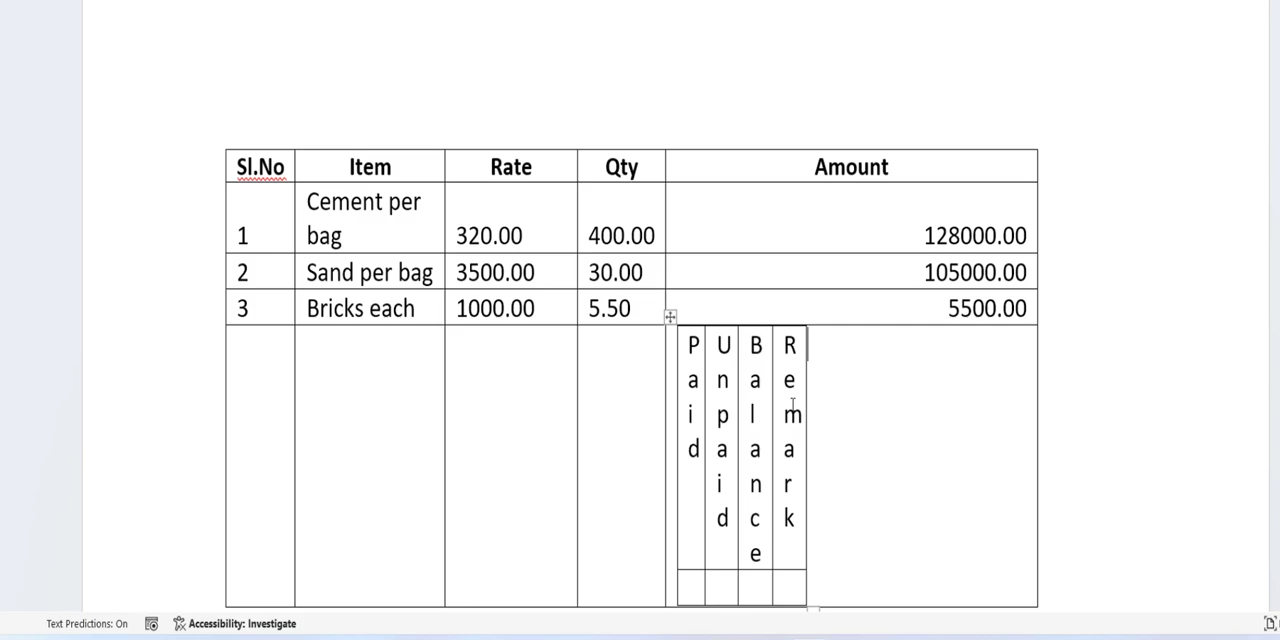 Sl.No Item Rate Qty Amount
Cement per
1 bag 320.00 400.00 128000.00
2 Sand per bag 3500.00 30.00 105000.00
3 Bricks each 1000.00 5.50 5500.00
P U B R
a n a e
i p l m
d a a a
i n r
d c k
e
Text Predictions: On Accessibility: Investigate